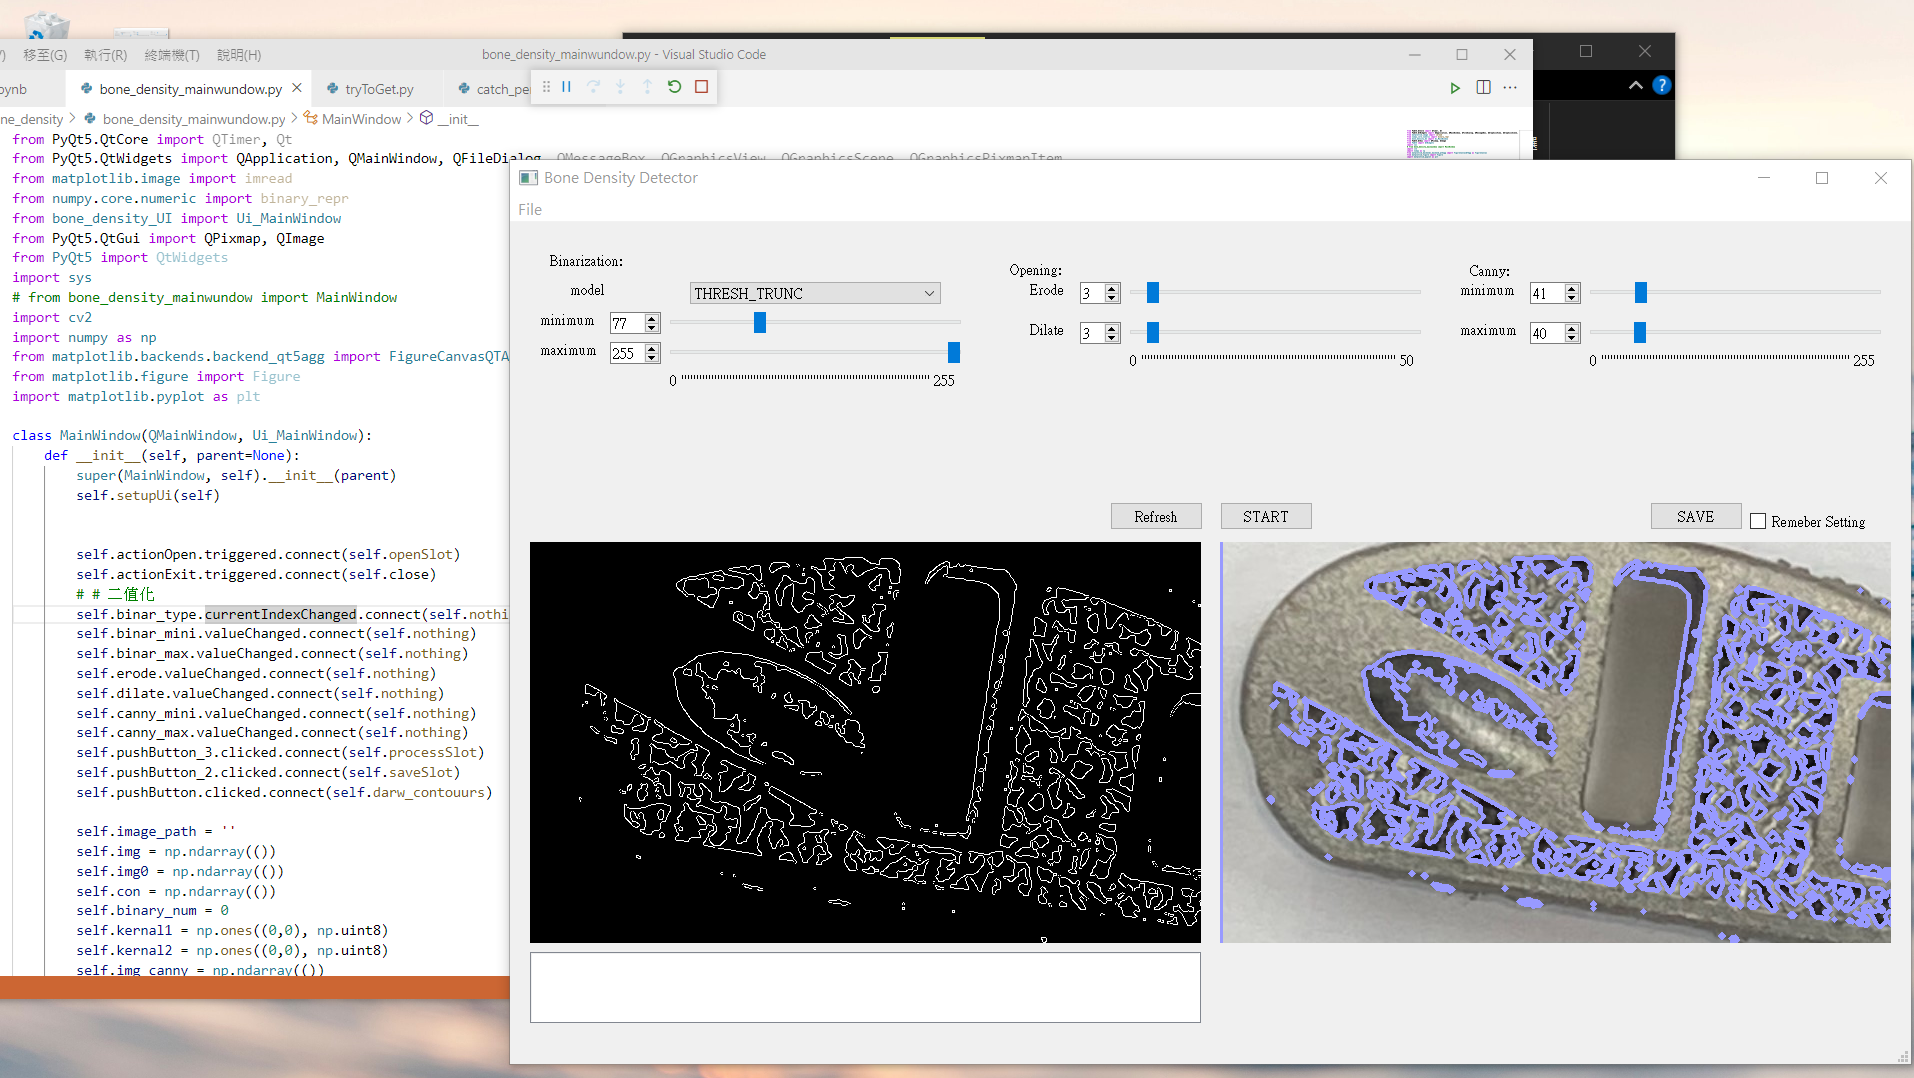 移至(G) 執行(R) 終端機(T) 說明(H) bone_density_mainwundow.py - Visual Studio Code
bone_density_mainwundow.py tryToGet.py
bone_density_mainwundow.py MainWindow __init__
from PyQt5.QtCore import QTimer, Qt
from PyQt5.QtWidgets import QApplication, QMainWindow, QFileDialog, QMessageBox, QGraphicsView, QGraphicsScene, QGraphicsPixmapItem
from matplotlib.image import imread
from numpy.core.numeric import binary_repr
from bone_density_UI import Ui_MainWindow
from PyQt5.QtGui import QPixmap, QImage
from PyQt5 import QtWidgets
import sys
# from bone_density_mainwundow import MainWindow
import cv2
import numpy as np
from matplotlib.backends.backend_qt5agg import FigureCanvasQTA
from matplotlib.figure import Figure
import matplotlib.pyplot as plt
class MainWindow(QMainWindow, Ui_MainWindow):
def __init__(self, parent=None):
super(MainWindow, self).__init__(parent)
self.setupUi(self)
self.actionOpen.triggered.connect(self.openSlot)
self.actionExit.triggered.connect(self.close)
# # 二值化
self.binar_type.currentIndexChanged.connect(self.nothi
self.binar_mini.valueChanged.connect(self.nothing)
self.binar_max.valueChanged.connect(self.nothing)
self.erode.valueChanged.connect(self.nothing)
self.dilate.valueChanged.connect(self.nothing)
self.canny_mini.valueChanged.connect(self.nothing)
self.canny_max.valueChanged.connect(self.nothing)
self.pushButton_3.clicked.connect(self.processSlot)
self.pushButton_2.clicked.connect(self.saveSlot)
self.pushButton.clicked.connect(self.darw_contouurs)
self.image_path = ''
self.img = np.ndarray(())
self.img0 = np.ndarray(())
self.con = np.ndarray(())
self.binary_num = 0
self.kernal1 = np.ones((0,0), np.uint8)
self.kernal2 = np.ones((0,0), np.uint8)
self.img_canny = np.ndarray(())
Bone Density Detector
File
Binarization:
model THRESH_TRUNC
minimum 77
maximum 255
0 255
Opening:
Erode 3
Dilate 3
0 50
Canny:
minimum 41
maximum 40
0 255
Refresh START SAVE Remeber Setting